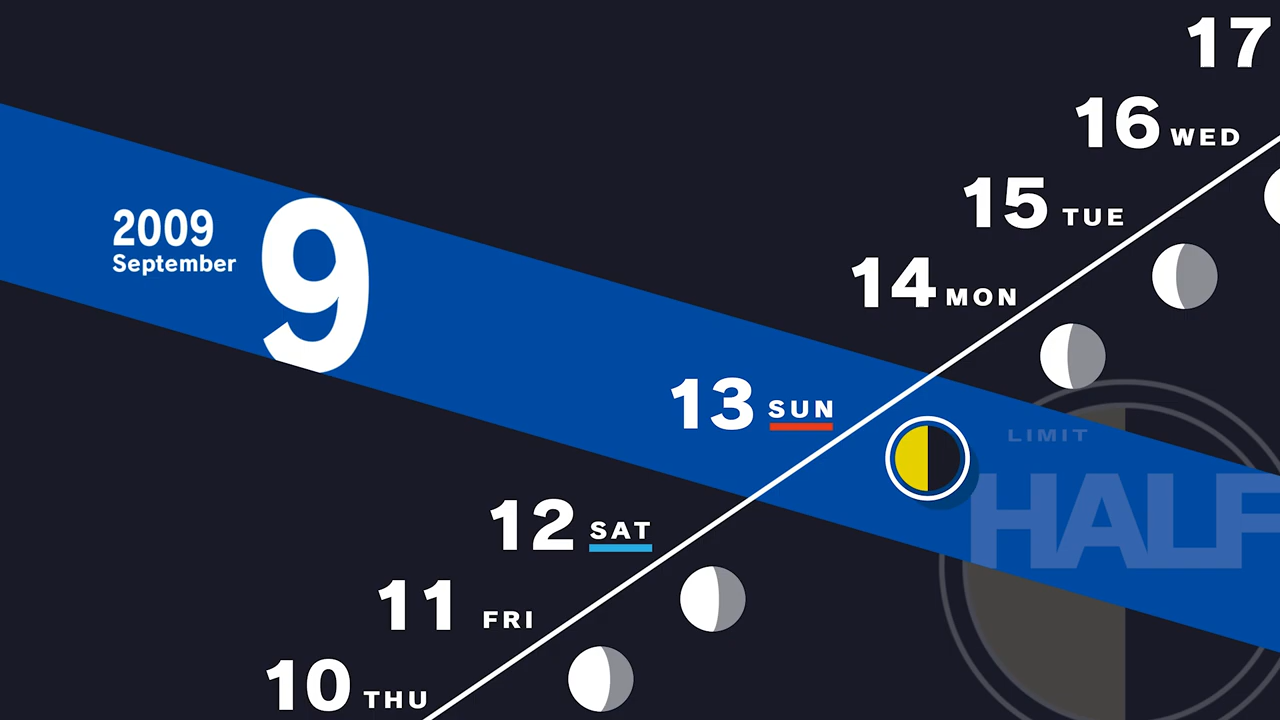 17
16 WED
15 TUE
2009
September
9
14 MON
13 SUN
LIMIT
HALF
12 SAT
11 FRI
10 THU